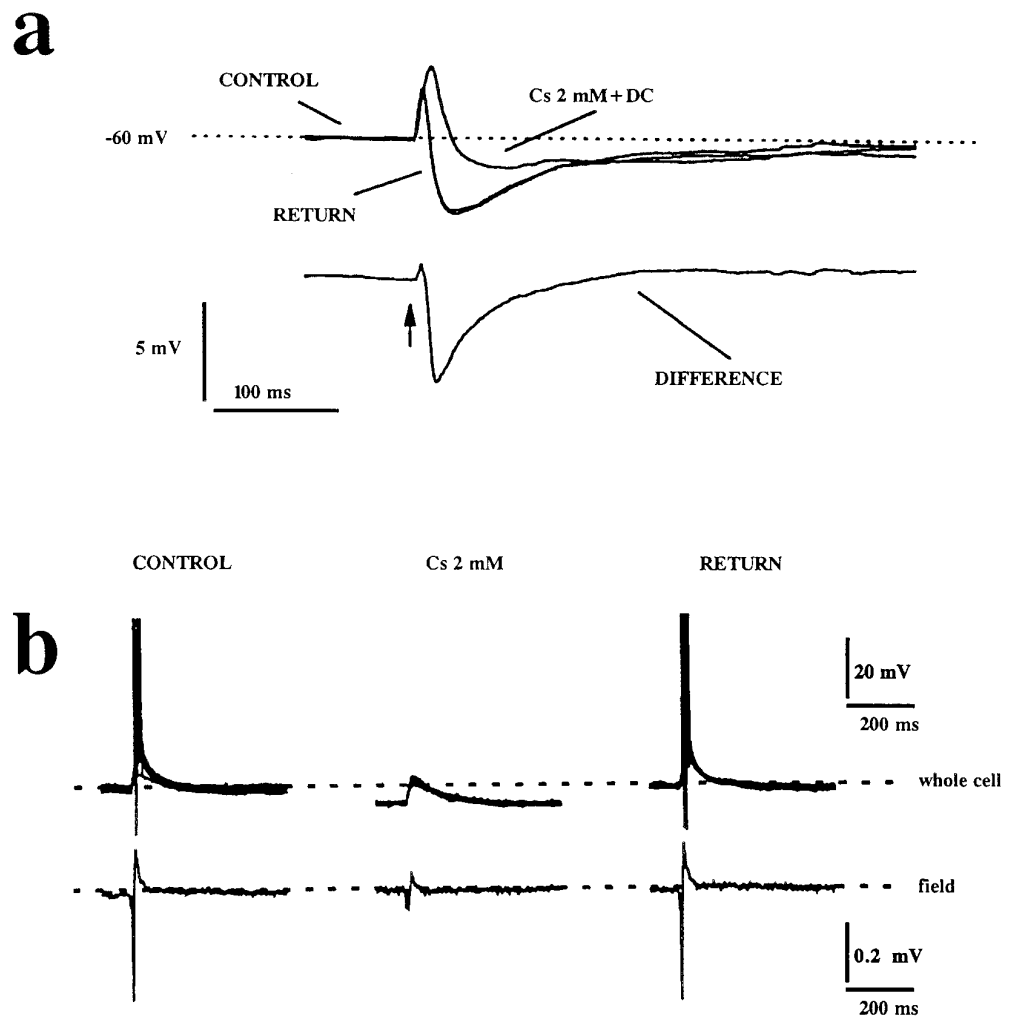 a
CONTROL
Cs 2 mM + DC
-60 mV
RETURN
5 mV
100 ms
DIFFERENCE
CONTROL
Cs 2 mM
RETURN
b
20 mV
200 ms
whole cell
field
0.2 mV
200 ms